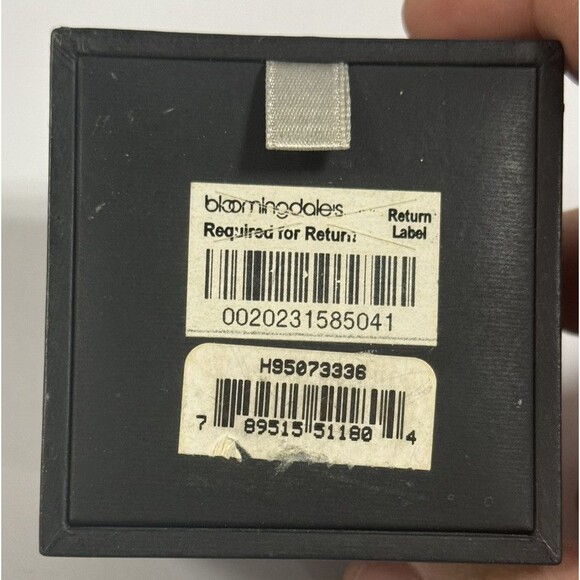 bloomingdale's
Return
Required for Return
Label
0020231585041
H95073336
7 89515 51180 4